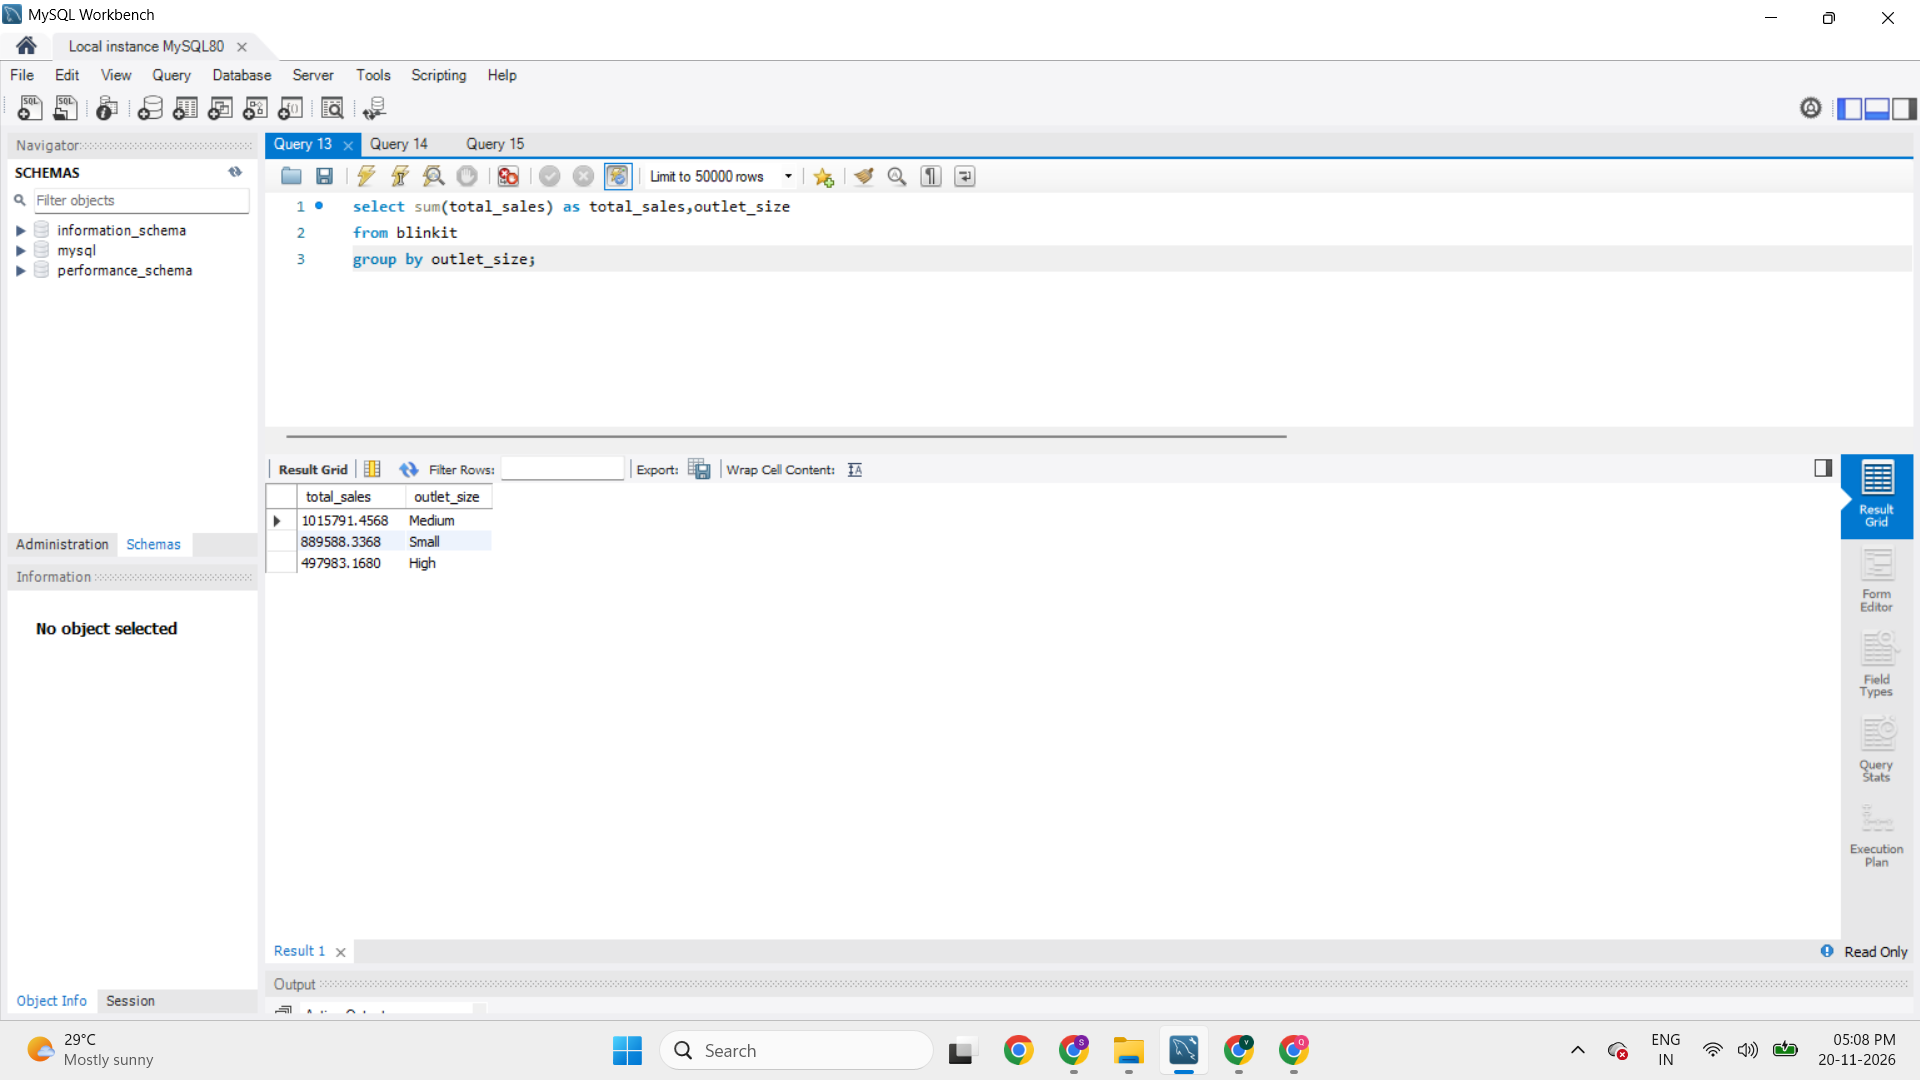 MySQL Workbench
Local instance MySQL80
File Edit View Query Database Server Tools Scripting Help
Navigator
SCHEMAS
Filter objects
information_schema
mysql
performance_schema
Administration Schemas
Information
No object selected
Object Info Session
Query 13 Query 14 Query 15
Limit to 50000 rows
1 select sum(total_sales) as total_sales,outlet_size
2 from blinkit
3 group by outlet_size;
Result Grid Filter Rows: Export: Wrap Cell Content:
total_sales outlet_size
1015791.4568 Medium
889588.3368 Small
497983.1680 High
Result
Grid
Form
Editor
Field
Types
Query
Stats
Execution
Plan
Result 1
Read Only
Output
29°C
Mostly sunny
Search
ENG
IN
05:08 PM
20-11-2026